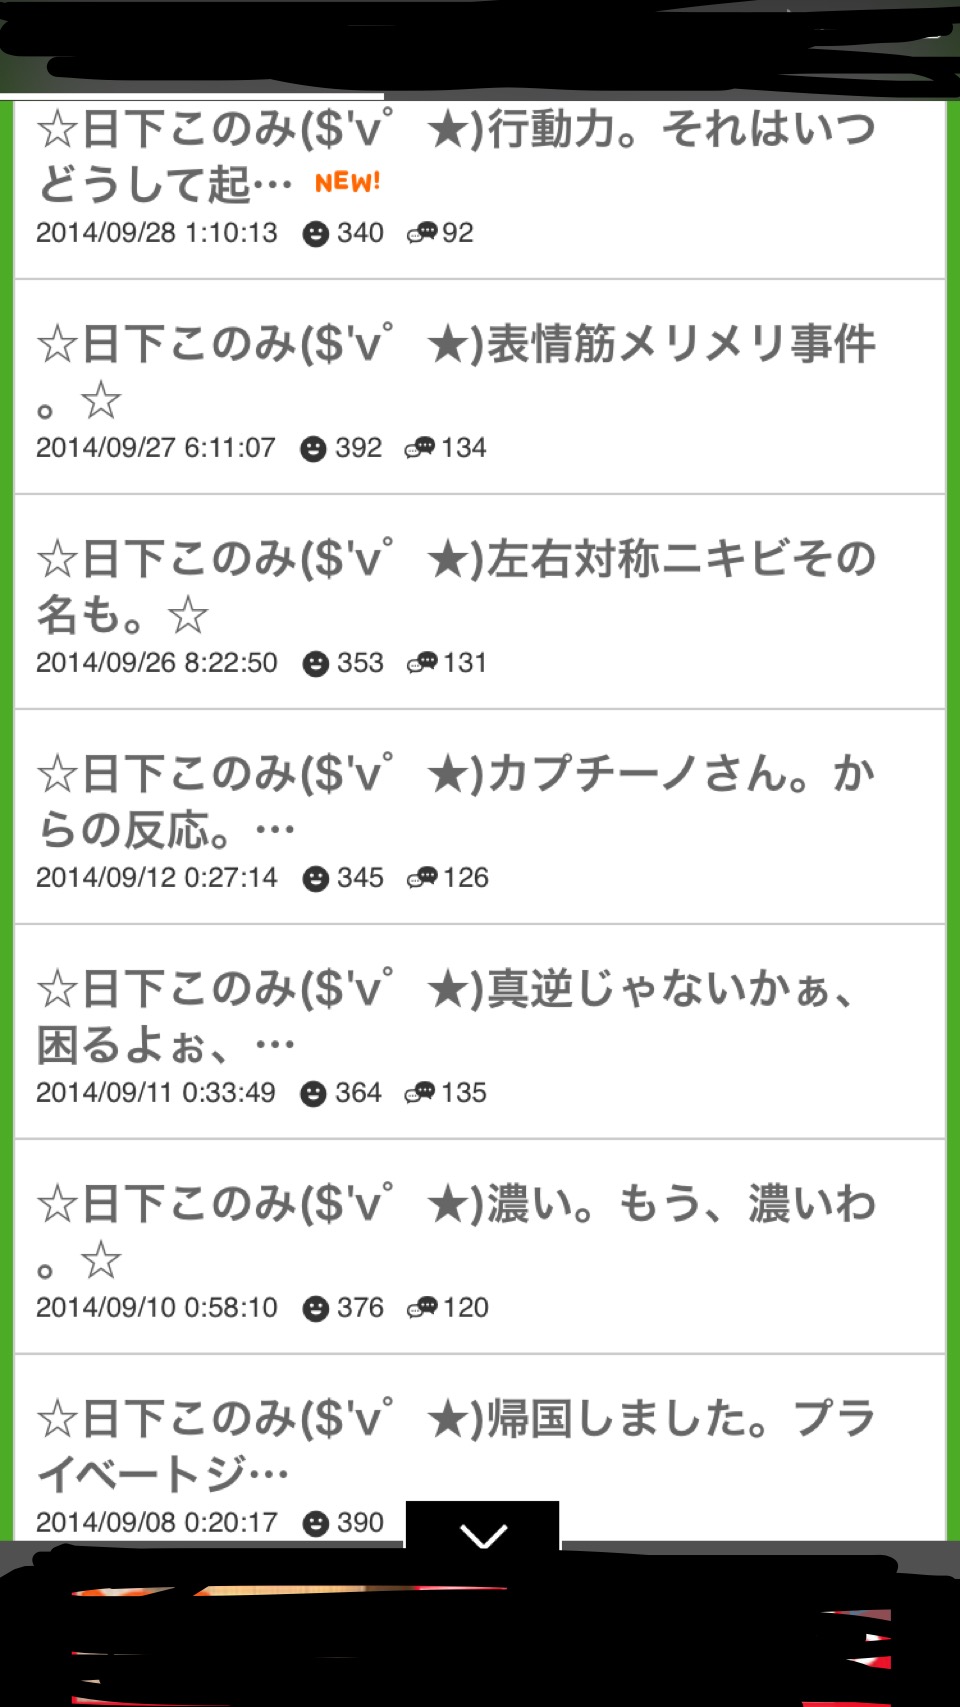 ☆日下このみ($'v゜★)行動力。それはいつ
どうして起… NEW!
2014/09/28 1:10:13 340 92
☆日下このみ($'v゜★)表情筋メリメリ事件
。☆
2014/09/27 6:11:07 392 134
☆日下このみ($'v゜★)左右対称ニキビその
名も。☆
2014/09/26 8:22:50 353 131
☆日下このみ($'v゜★)カプチーノさん。か
らの反応。…
2014/09/12 0:27:14 345 126
☆日下このみ($'v゜★)真逆じゃないかぁ、
困るよぉ、…
2014/09/11 0:33:49 364 135
☆日下このみ($'v゜★)濃い。もう、濃いわ
。☆
2014/09/10 0:58:10 376 120
☆日下このみ($'v゜★)帰国しました。プラ
イベートジ…
2014/09/08 0:20:17 390